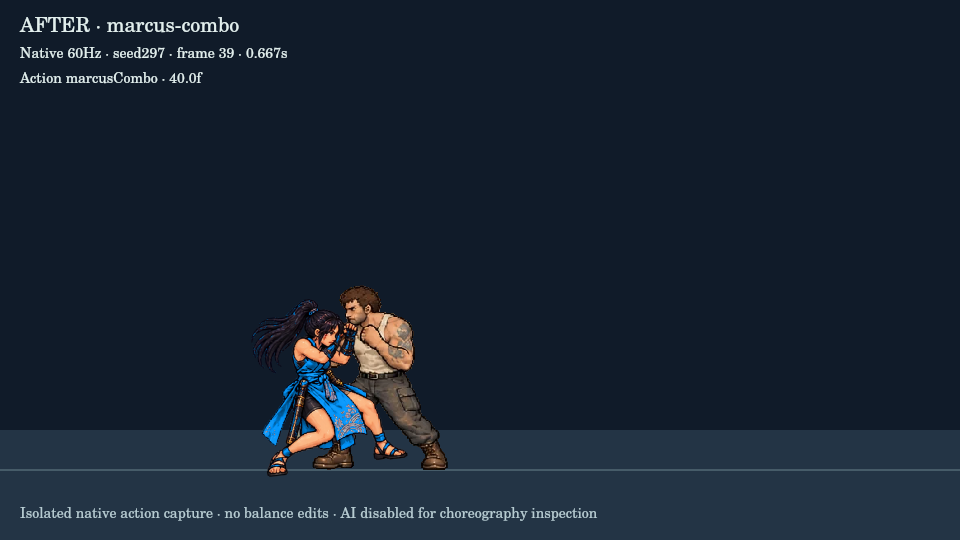 AFTER · marcus-combo
Native 60Hz · seed297 · frame 39 · 0.667s
Action marcusCombo · 40.0f
Isolated native action capture · no balance edits · AI disabled for choreography inspection